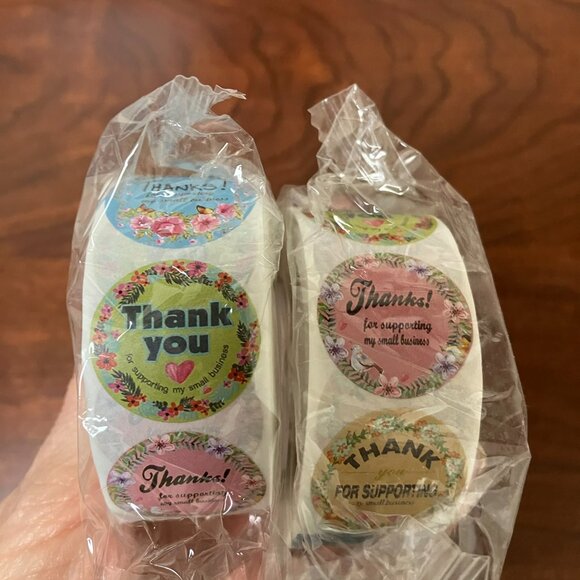 THANKS!
Thank
you
for supporting my small business
Thanks!
for supporting
my small business
Thanks!
for supporting
my small business
THANK
you
FOR SUPPORTING
small business